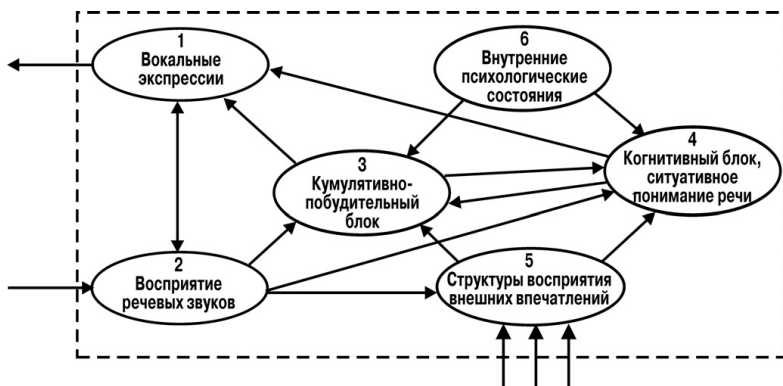 1
Вокальные
экспрессии
6
Внутренние
психологические
состояния
3
Кумулятивно-
побудительный
блок
4
Когнитивный блок,
ситуативное
понимание речи
2
Восприятие
речевых звуков
5
Структуры восприятия
внешних впечатлений